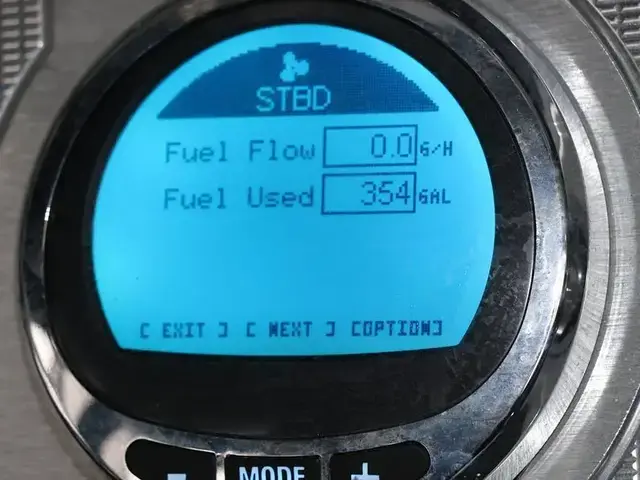 STBD
Fuel Flow 0.0 G/H
Fuel Used 354 GAL
[ EXIT ] [ NEXT ] [OPTION]
- MODE +